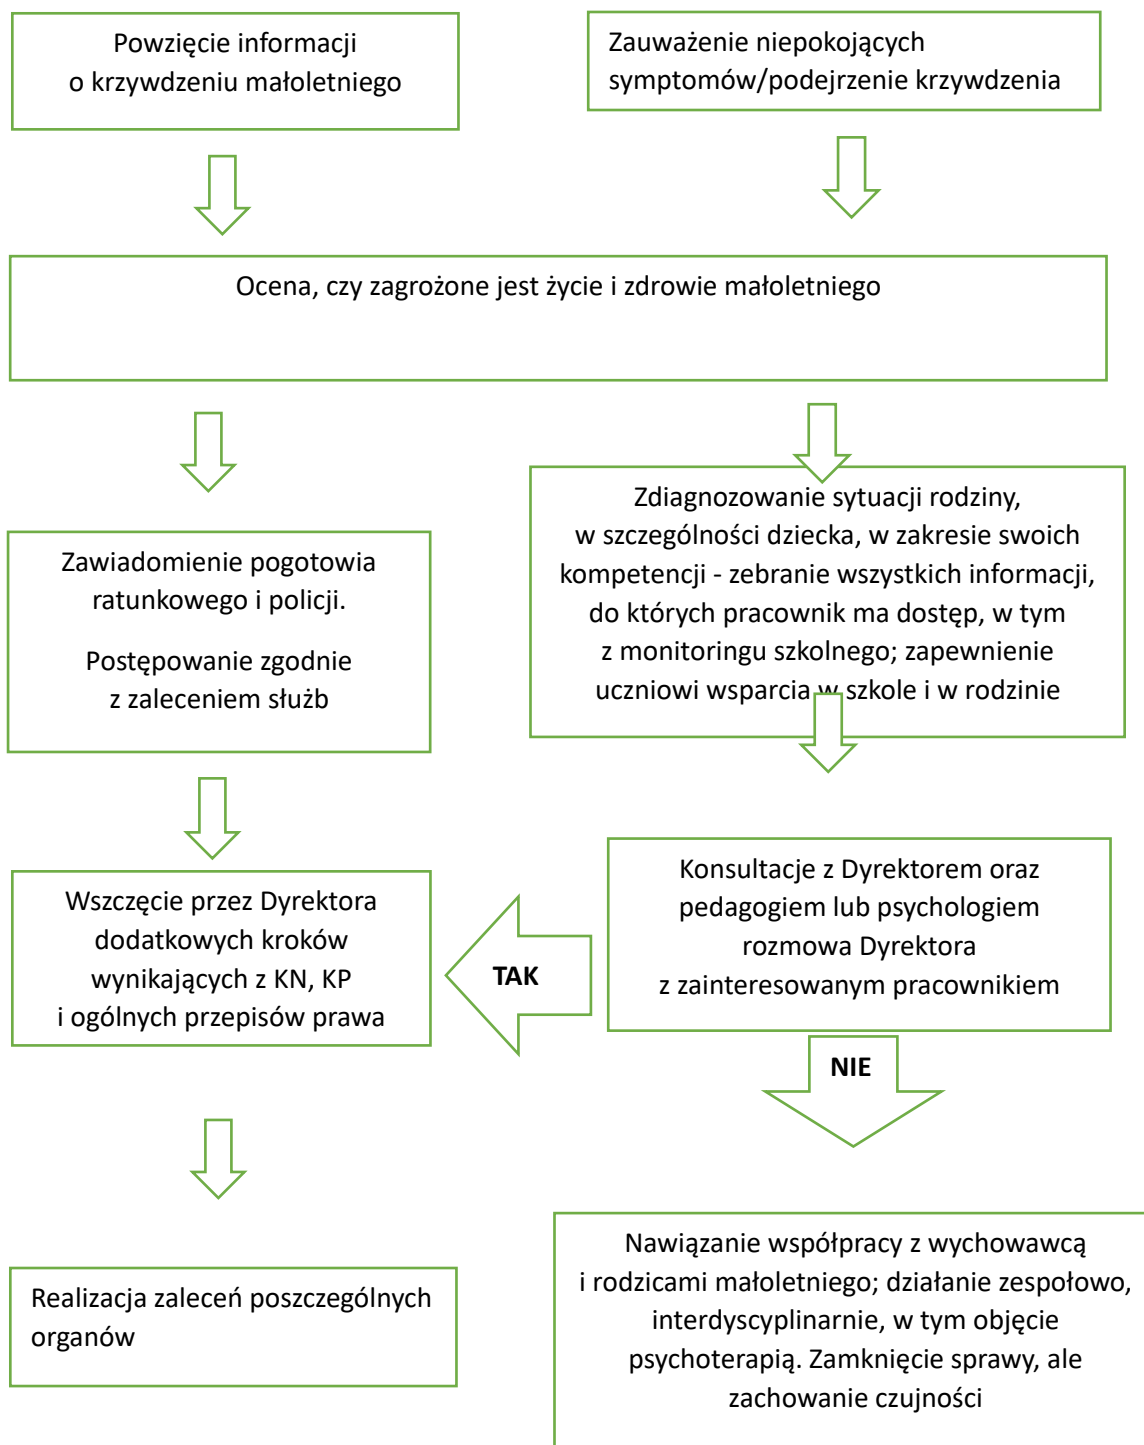 Powzięcie informacji
o krzywdzeniu małoletniego
Zauważenie niepokojących
symptomów/podejrzenie krzywdzenia
Ocena, czy zagrożone jest życie i zdrowie małoletniego
Zawiadomienie pogotowia
ratunkowego i policji.
Postępowanie zgodnie
z zaleceniem służb
Zdiagnozowanie sytuacji rodziny,
w szczególności dziecka, w zakresie swoich
kompetencji - zebranie wszystkich informacji,
do których pracownik ma dostęp, w tym
z monitoringu szkolnego; zapewnienie
uczniowi wsparcia w szkole i w rodzinie
Wszczęcie przez Dyrektora
dodatkowych kroków
wynikających z KN, KP
i ogólnych przepisów prawa
TAK
Konsultacje z Dyrektorem oraz
pedagogiem lub psychologiem
rozmowa Dyrektora
z zainteresowanym pracownikiem
NIE
Realizacja zaleceń poszczególnych
organów
Nawiązanie współpracy z wychowawcą
i rodzicami małoletniego; działanie zespołowo,
interdyscyplinarnie, w tym objęcie
psychoterapią. Zamknięcie sprawy, ale
zachowanie czujności